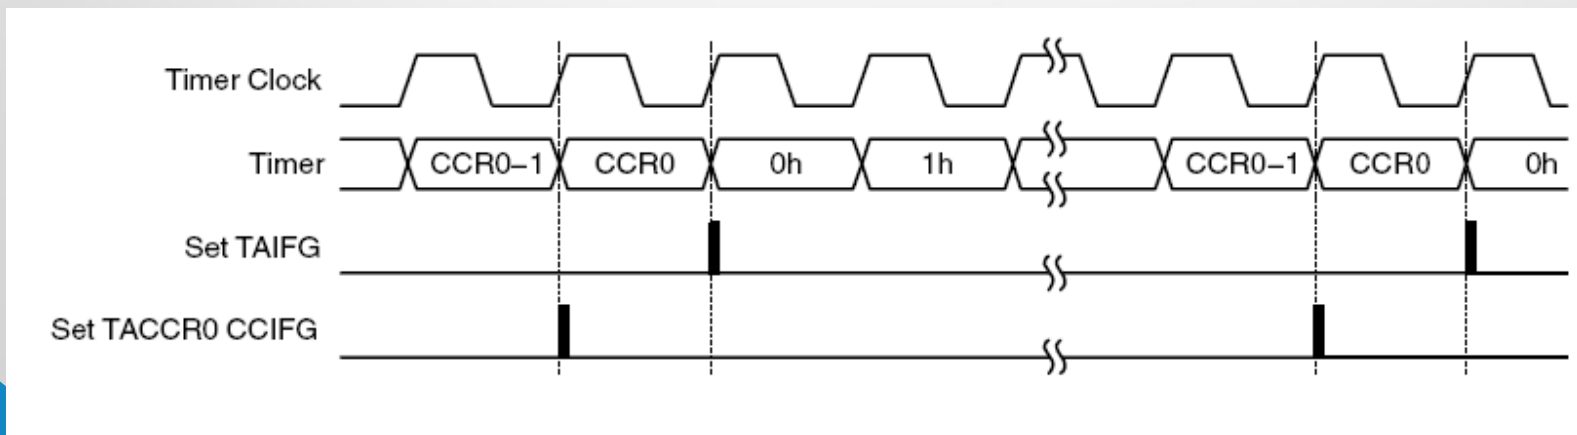 Timer Clock
Timer CCR0–1 CCR0 0h 1h CCR0–1 CCR0 0h
Set TAIFG
Set TACCR0 CCIFG